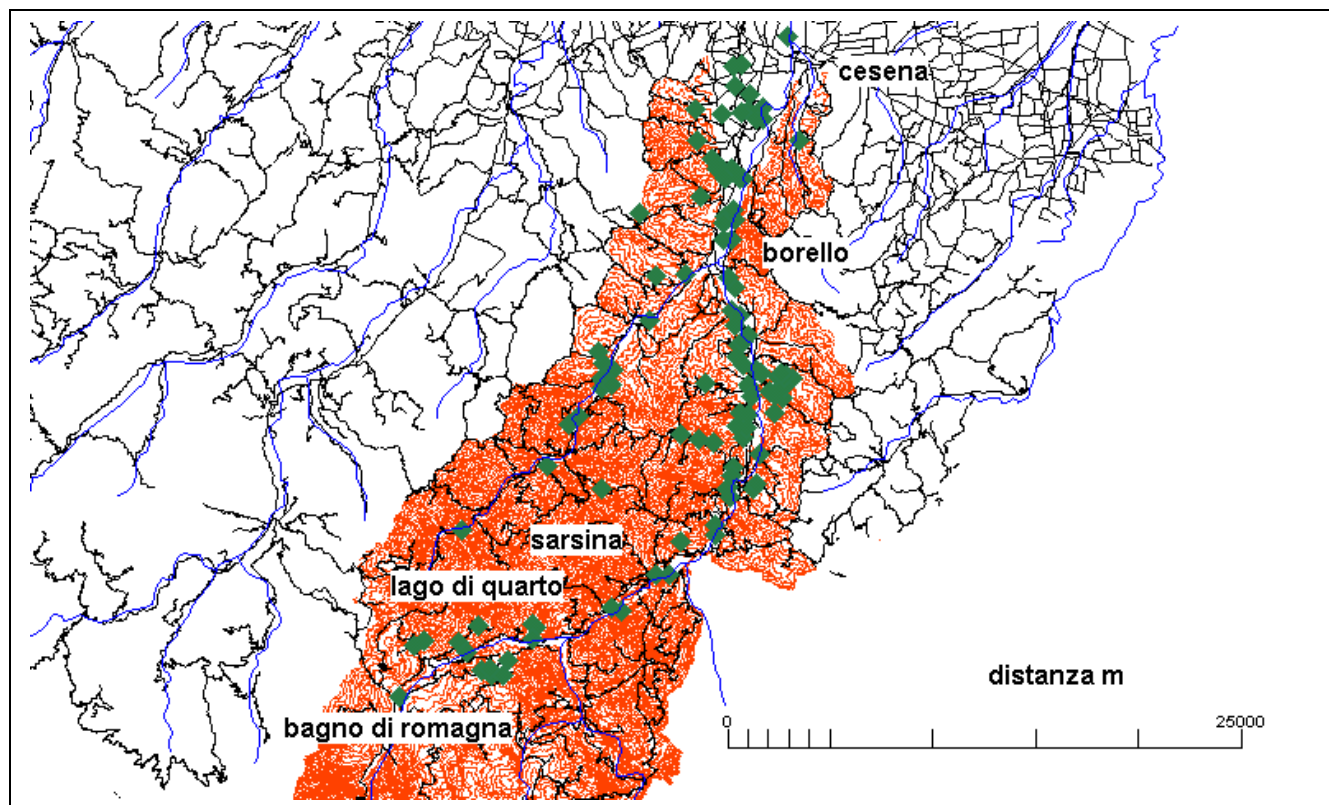 cesena
borello
sarsina
lago di quarto
distanza m
bagno di romagna
0 25000